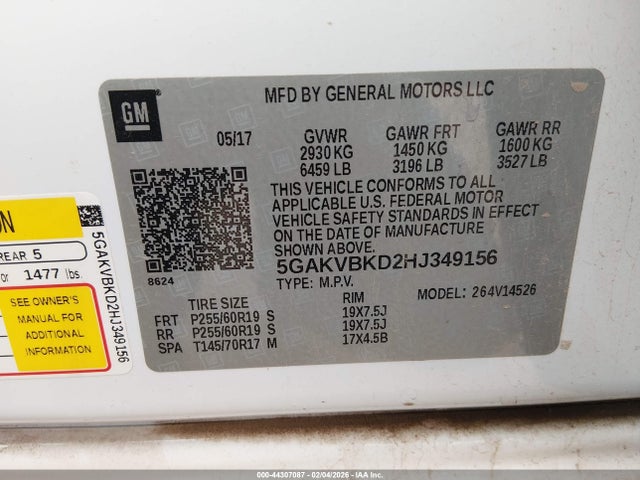 GM
MFD BY GENERAL MOTORS LLC
05/17 GVWR GAWR FRT GAWR RR
2930 KG 1450 KG 1600 KG
6459 LB 3196 LB 3527 LB
THIS VEHICLE CONFORMS TO ALL
APPLICABLE U.S. FEDERAL MOTOR
VEHICLE SAFETY STANDARDS IN EFFECT
ON THE DATE OF MANUFACTURE
SHOWN ABOVE.
5GAKVBKD2HJ349156
8624
TYPE: M.P.V. MODEL: 264V14526
TIRE SIZE RIM
FRT P255/60R19 S 19X7.5J
RR P255/60R19 S 19X7.5J
SPA T145/70R17 M 17X4.5B
ON
REAR 5
or 1477 lbs.
SEE OWNER'S
MANUAL FOR
ADDITIONAL
INFORMATION
5GAKVBKD2HJ349156
000-44307087 - 02/04/2026 - IAAI.com